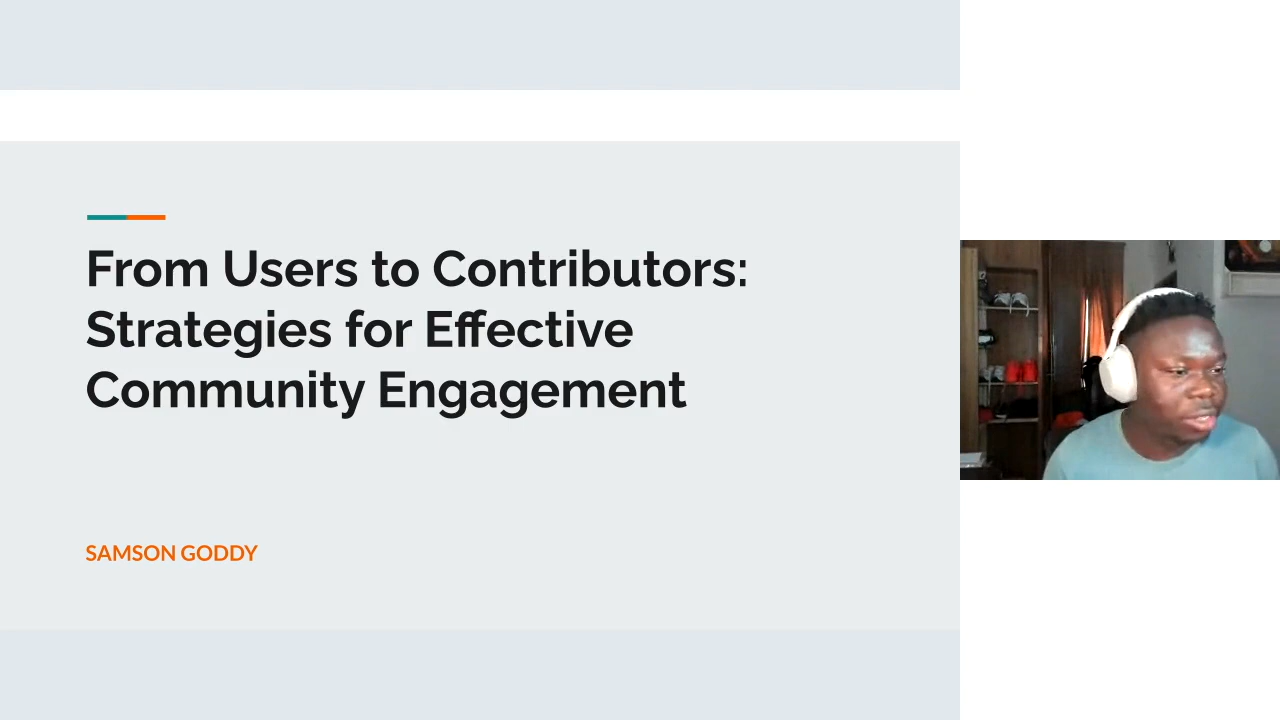 From Users to Contributors:
Strategies for Effective
Community Engagement
SAMSON GODDY